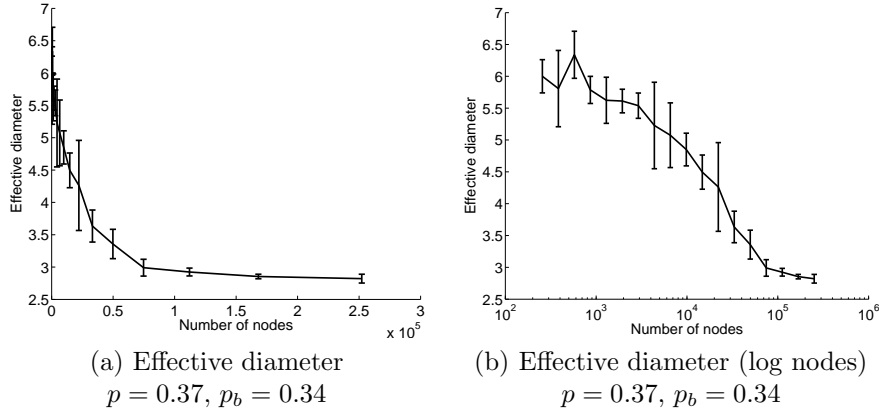 7
6.5
6
5.5
5
4.5
4
3.5
3
2.5
Effective diameter
0 0.5 1 1.5 2 2.5 3
Number of nodes
x 10^5
7
6.5
6
5.5
5
4.5
4
3.5
3
2.5
Effective diameter
10^2 10^3 10^4 10^5 10^6
Number of nodes
(a) Effective diameter
p = 0.37, p_b = 0.34
(b) Effective diameter (log nodes)
p = 0.37, p_b = 0.34